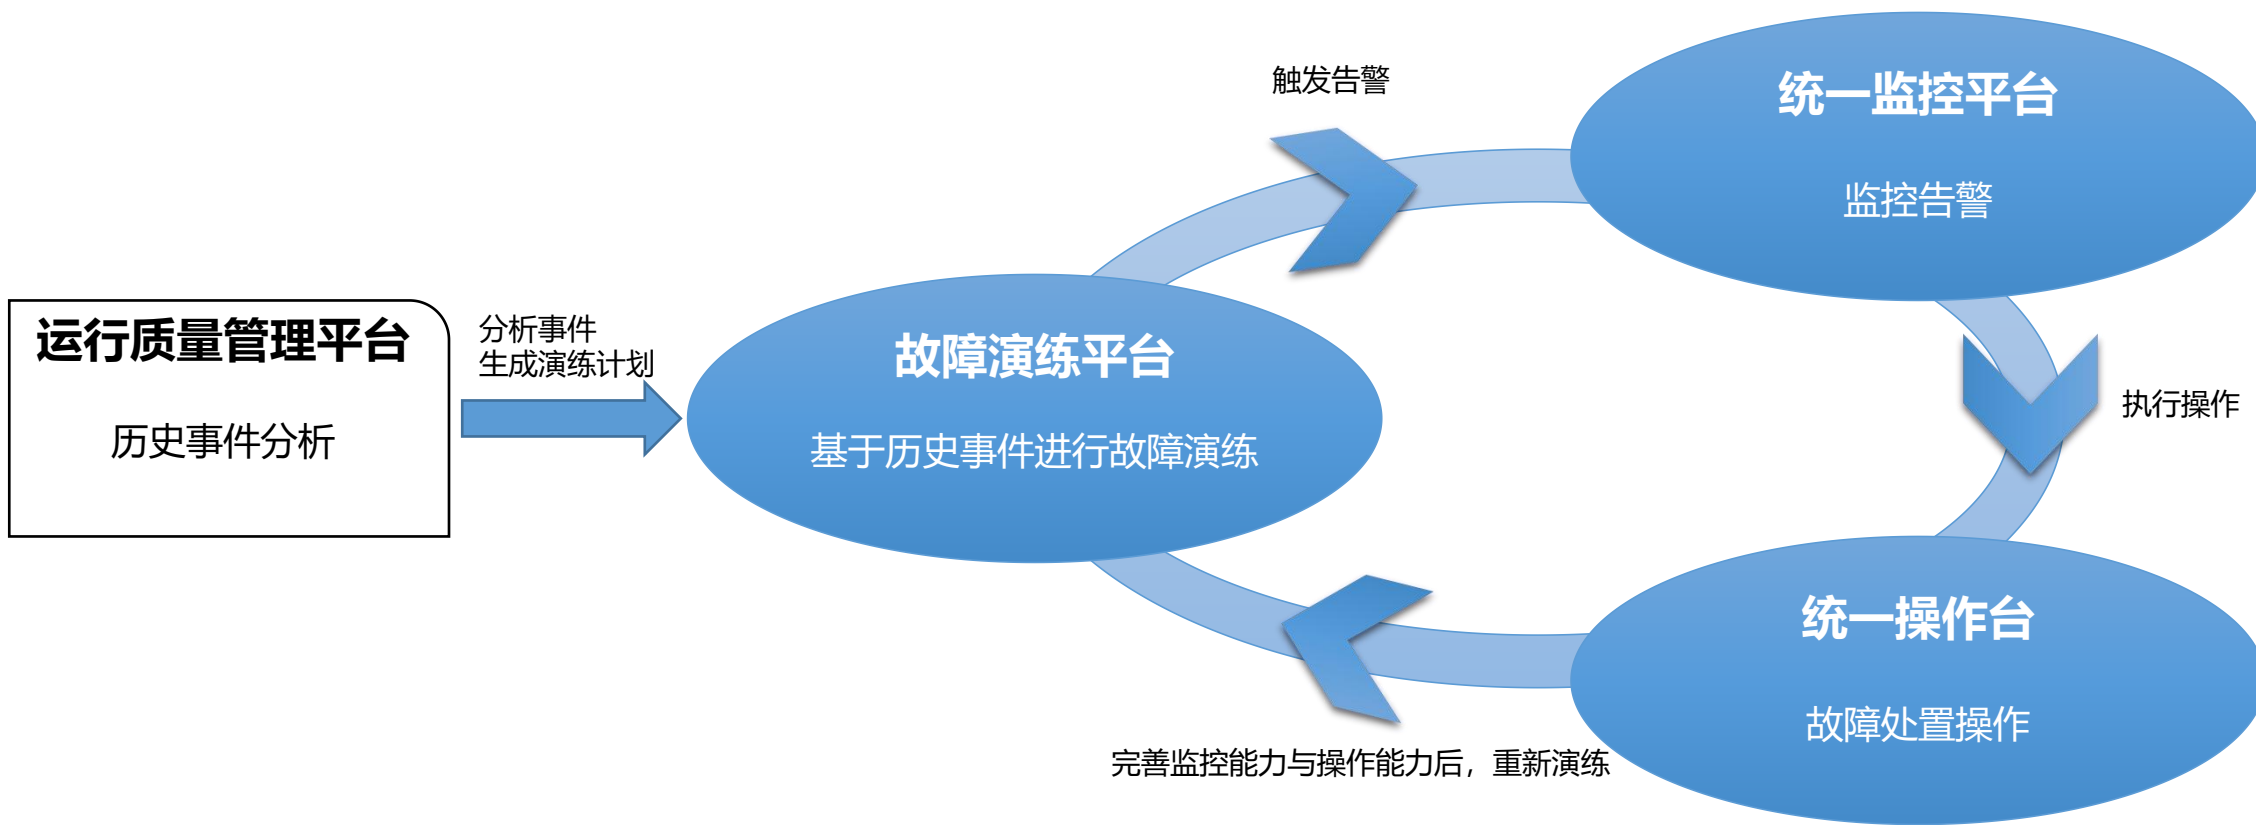 运行质量管理平台
历史事件分析
分析事件
生成演练计划
故障演练平台
基于历史事件进行故障演练
触发告警
统一监控平台
监控告警
执行操作
统一操作台
故障处置操作
完善监控能力与操作能力后，重新演练